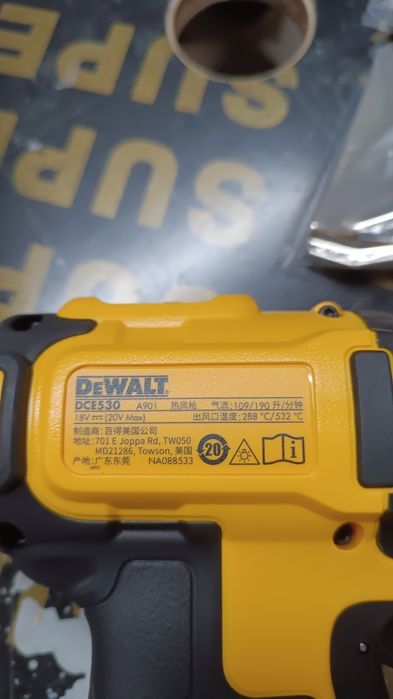 SUPE
SUPE
SUPE
DEWALT
DCE530 A901 热风枪 气流: 109/190 升/分钟
18V (20V Max) 出风口温度: 288 °C/532 °C
制造商: 百得美国公司
地址: 701 E Joppa Rd, TW050
MD21286, Towson, 美国
产地: 广东东莞 NA088533
20